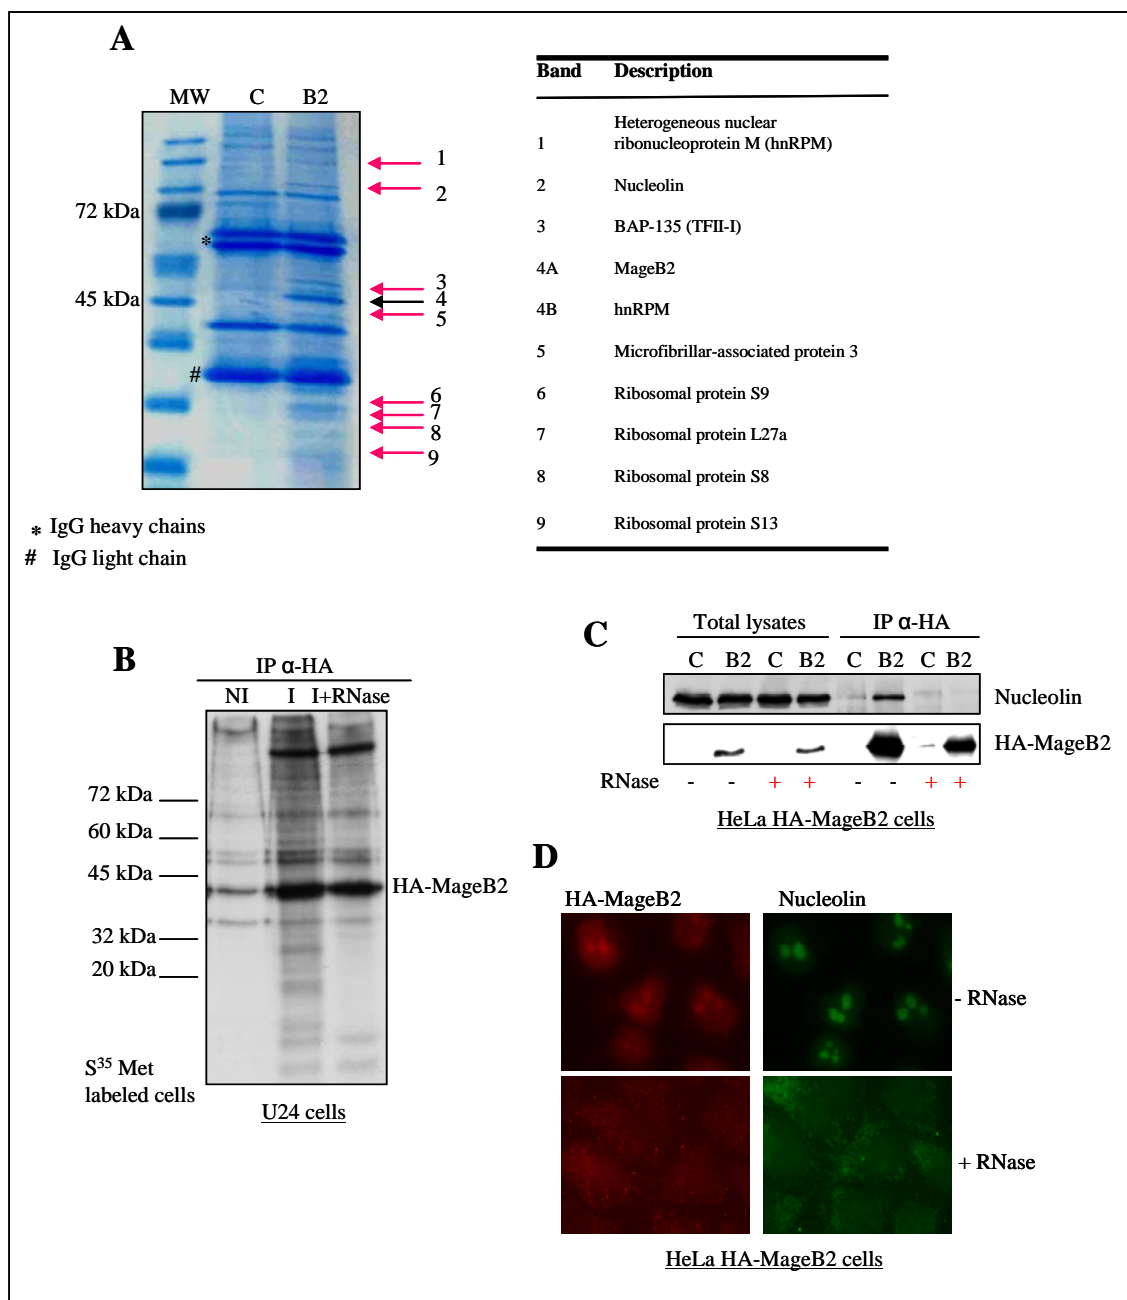 A
MW C B2
72 kDa
*
45 kDa
#
1
2
3
4
5
6
7
8
9
* IgG heavy chains
# IgG light chain
Band Description
1 Heterogeneous nuclear
ribonucleoprotein M (hnRPM)
2 Nucleolin
3 BAP-135 (TFII-I)
4A MageB2
4B hnRPM
5 Microfibrillar-associated protein 3
6 Ribosomal protein S9
7 Ribosomal protein L27a
8 Ribosomal protein S8
9 Ribosomal protein S13
B
IP α-HA
NI I I+RNase
72 kDa
60 kDa
45 kDa
HA-MageB2
32 kDa
20 kDa
S³⁵ Met
labeled cells
U24 cells
C
Total lysates IP α-HA
C B2 C B2 C B2 C B2
Nucleolin
HA-MageB2
RNase - - + + - - + +
HeLa HA-MageB2 cells
D
HA-MageB2 Nucleolin
- RNase
+ RNase
HeLa HA-MageB2 cells